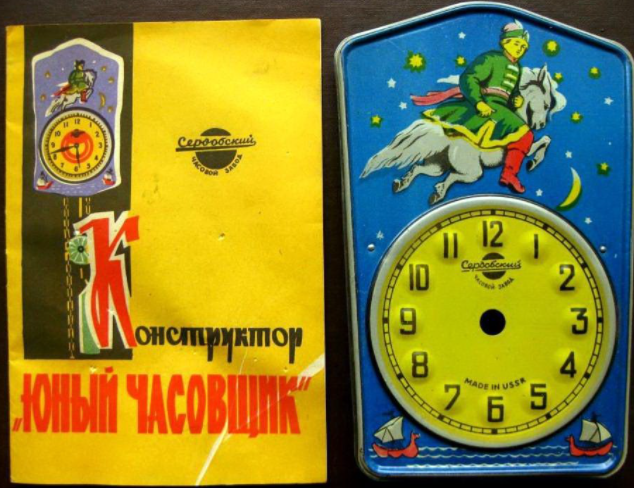 Сердобский
ЧАСОВОЙ ЗАВОД
Конструктор
„ЮНЫЙ ЧАСОВЩИК"
11 12 1
Сердобский
ЧАСОВОЙ ЗАВОД
10 2
9 3
8 4
MADE IN USSR
7 6 5